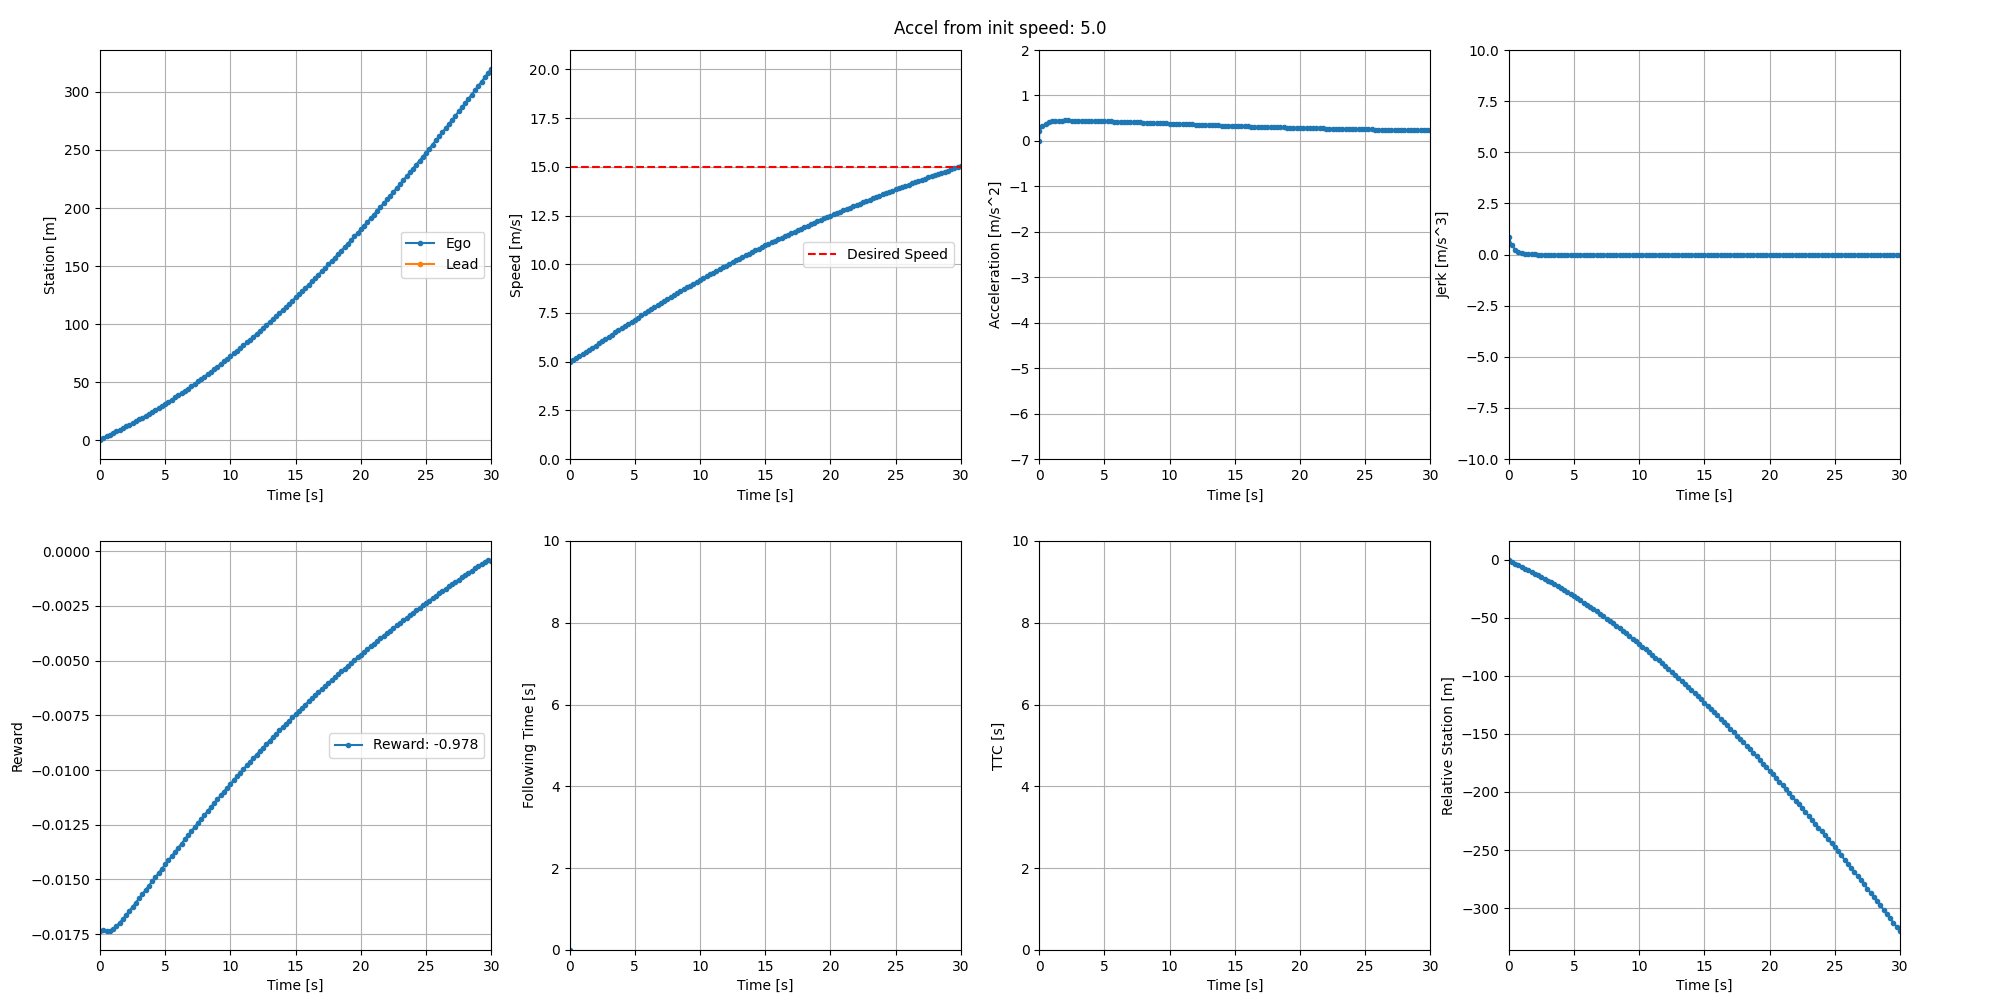 Accel from init speed: 5.0
Station [m]
300
250
200
150
100
50
0
0 5 10 15 20 25 30
Time [s]
Ego
Lead
Speed [m/s]
20.0
17.5
15.0
12.5
10.0
7.5
5.0
2.5
0.0
0 5 10 15 20 25 30
Time [s]
Desired Speed
Acceleration [m/s^2]
2
1
0
−1
−2
−3
−4
−5
−6
−7
0 5 10 15 20 25 30
Time [s]
Jerk [m/s^3]
10.0
7.5
5.0
2.5
0.0
−2.5
−5.0
−7.5
−10.0
0 5 10 15 20 25 30
Time [s]
Reward
0.0000
−0.0025
−0.0050
−0.0075
−0.0100
−0.0125
−0.0150
−0.0175
0 5 10 15 20 25 30
Time [s]
Reward: -0.978
Following Time [s]
10
8
6
4
2
0
0 5 10 15 20 25 30
Time [s]
TTC [s]
10
8
6
4
2
0
0 5 10 15 20 25 30
Time [s]
Relative Station [m]
0
−50
−100
−150
−200
−250
−300
0 5 10 15 20 25 30
Time [s]